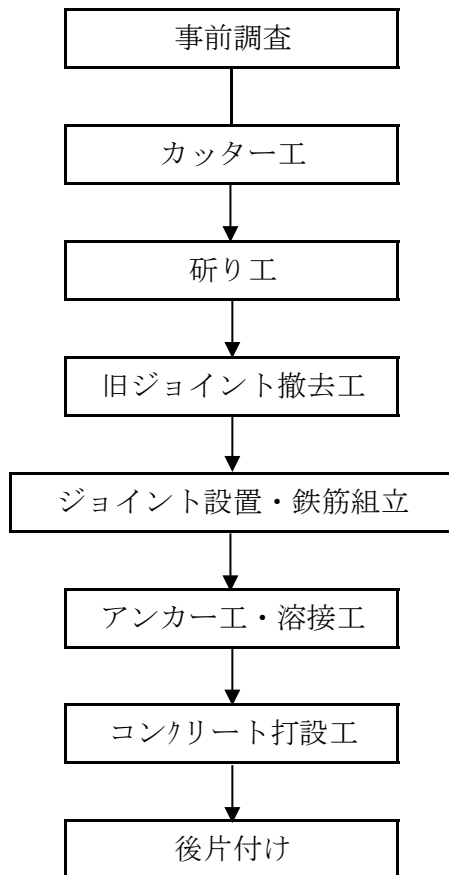 事前調査
カッター工
斫り工
旧ジョイント撤去工
ジョイント設置・鉄筋組立
アンカー工・溶接工
コンクリート打設工
後片付け